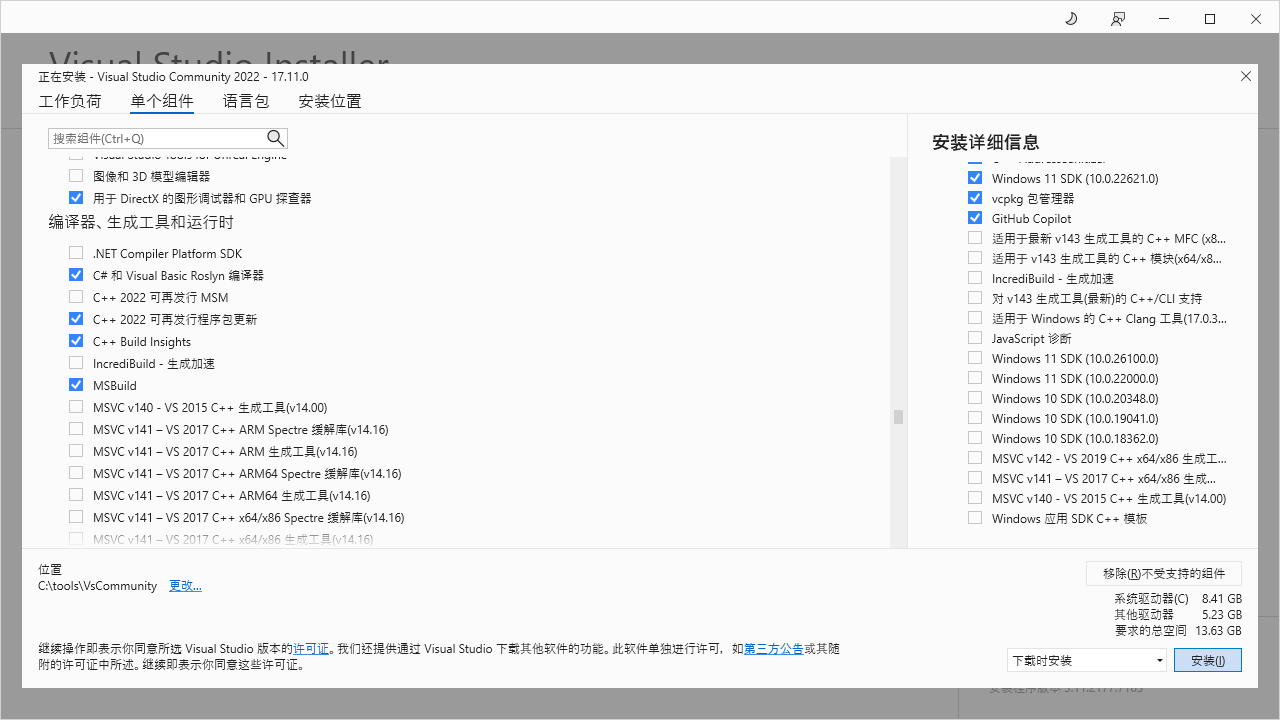 Visual Studio Installer
正在安装 - Visual Studio Community 2022 - 17.11.0
工作负荷 单个组件 语言包 安装位置
搜索组件(Ctrl+Q)
Visual Studio Tools for Unreal Engine
图像和 3D 模型编辑器
用于 DirectX 的图形调试器和 GPU 探查器
编译器、生成工具和运行时
.NET Compiler Platform SDK
C# 和 Visual Basic Roslyn 编译器
C++ 2022 可再发行 MSM
C++ 2022 可再发行程序包更新
C++ Build Insights
IncrediBuild - 生成加速
MSBuild
MSVC v140 - VS 2015 C++ 生成工具(v14.00)
MSVC v141 – VS 2017 C++ ARM Spectre 缓解库(v14.16)
MSVC v141 – VS 2017 C++ ARM 生成工具(v14.16)
MSVC v141 – VS 2017 C++ ARM64 Spectre 缓解库(v14.16)
MSVC v141 – VS 2017 C++ ARM64 生成工具(v14.16)
MSVC v141 – VS 2017 C++ x64/x86 Spectre 缓解库(v14.16)
MSVC v141 – VS 2017 C++ x64/x86 生成工具(v14.16)
安装详细信息
C++ AddressSanitizer
Windows 11 SDK (10.0.22621.0)
vcpkg 包管理器
GitHub Copilot
适用于最新 v143 生成工具的 C++ MFC (x8...
适用于 v143 生成工具的 C++ 模块(x64/x8...
IncrediBuild - 生成加速
对 v143 生成工具(最新)的 C++/CLI 支持
适用于 Windows 的 C++ Clang 工具(17.0.3...
JavaScript 诊断
Windows 11 SDK (10.0.26100.0)
Windows 11 SDK (10.0.22000.0)
Windows 10 SDK (10.0.20348.0)
Windows 10 SDK (10.0.19041.0)
Windows 10 SDK (10.0.18362.0)
MSVC v142 - VS 2019 C++ x64/x86 生成工...
MSVC v141 – VS 2017 C++ x64/x86 生成...
MSVC v140 - VS 2015 C++ 生成工具(v14.00)
Windows 应用 SDK C++ 模板
位置
C:\tools\VsCommunity 更改...
移除(R)不受支持的组件
系统驱动器(C) 8.41 GB
其他驱动器 5.23 GB
要求的总空间 13.63 GB
继续操作即表示你同意所选 Visual Studio 版本的许可证。我们还提供通过 Visual Studio 下载其他软件的功能。此软件单独进行许可，如第三方公告或其随
附的许可证中所述。继续即表示你同意这些许可证。
下载时安装 安装(I)
安装程序版本 3.11.2177.7163